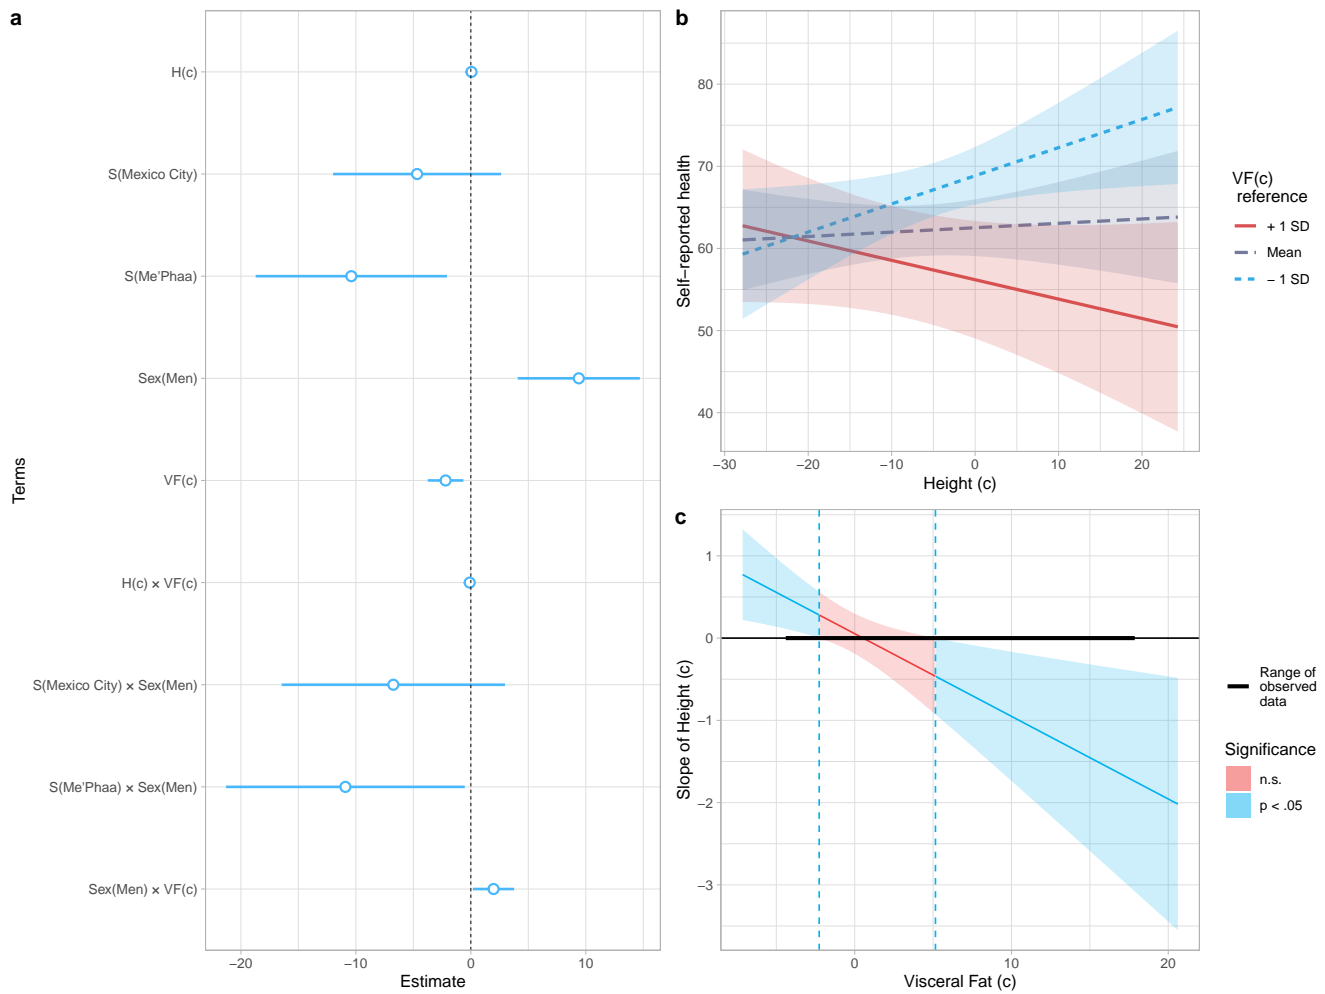 a
Terms
H(c)
S(Mexico City)
S(Me'Phaa)
Sex(Men)
VF(c)
H(c) × VF(c)
S(Mexico City) × Sex(Men)
S(Me'Phaa) × Sex(Men)
Sex(Men) × VF(c)
−20
−10
0
10
Estimate
b
Self−reported health
80
70
60
50
40
−30
−20
−10
0
10
20
Height (c)
VF(c)
reference
+ 1 SD
Mean
− 1 SD
c
Slope of Height (c)
1
0
−1
−2
−3
0
10
20
Visceral Fat (c)
Range of
observed
data
Significance
n.s.
p < .05